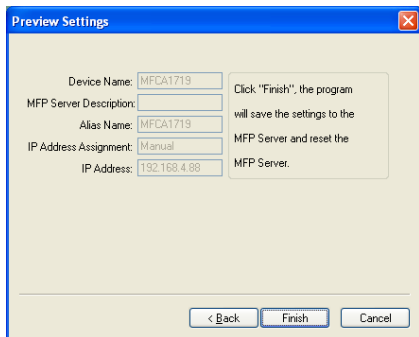 Preview Settings
Device Name: MFCA1719
MFP Server Description:
Alias Name: MFCA1719
IP Address Assignment: Manual
IP Address: 192.168.4.88
Click "Finish", the program
will save the settings to the
MFP Server and reset the
MFP Server.
< Back
Finish
Cancel